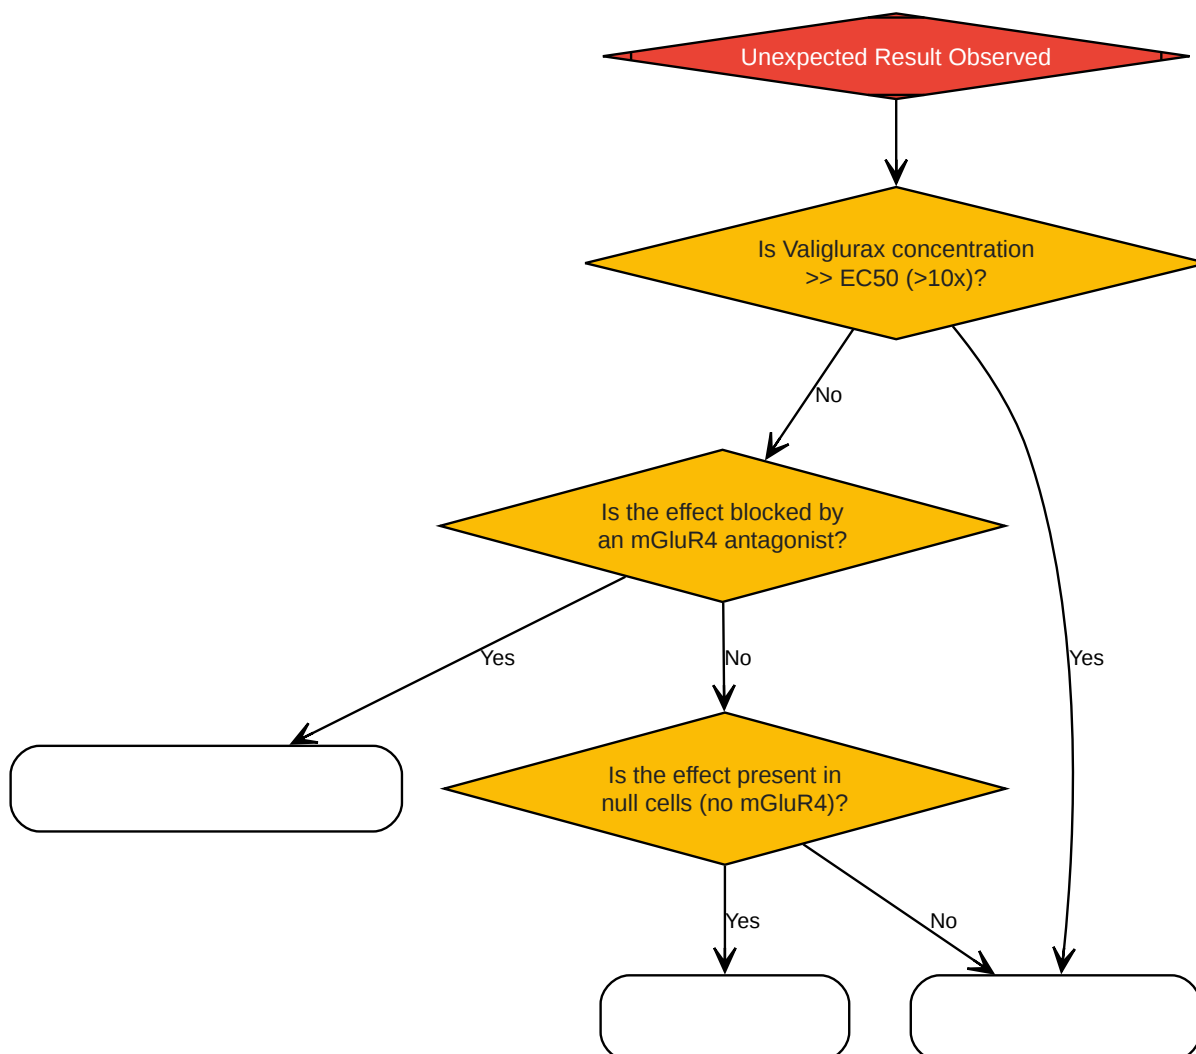 Unexpected Result Observed
Is Valiglurax concentration
>> EC50 (>10x)?
No
Is the effect blocked by
an mGluR4 antagonist?
Yes
No
Yes
Is the effect present in
null cells (no mGluR4)?
Yes
No